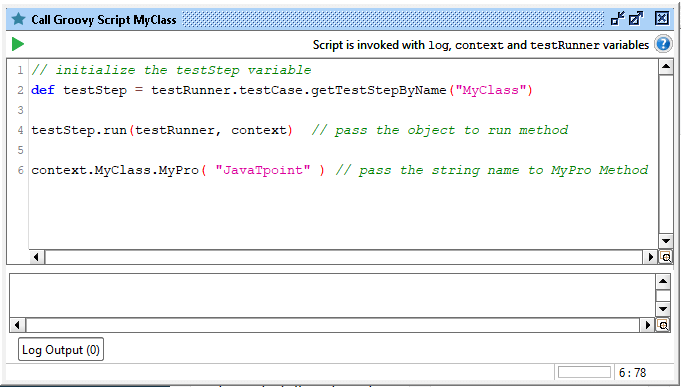 Call Groovy Script MyClass
Script is invoked with log, context and testRunner variables
1 // initialize the testStep variable
2 def testStep = testRunner.testCase.getTestStepByName("MyClass")
3
4 testStep.run(testRunner, context)  // pass the object to run method
5
6 context.MyClass.MyPro( "JavaTpoint" ) // pass the string name to MyPro Method
Log Output (0)
6 : 78